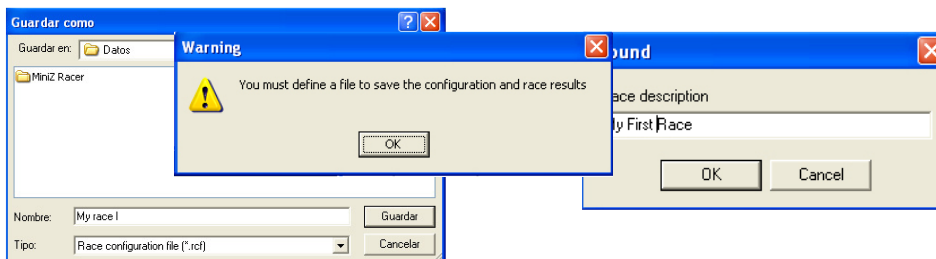 Guardar como
Guardar en:
Datos
MiniZ Racer
Nombre:
My race I
Guardar
Tipo:
Race configuration file (*.rcf)
Cancelar
Warning
You must define a file to save the configuration and race results
OK
ound
ace description
y First Race
OK
Cancel